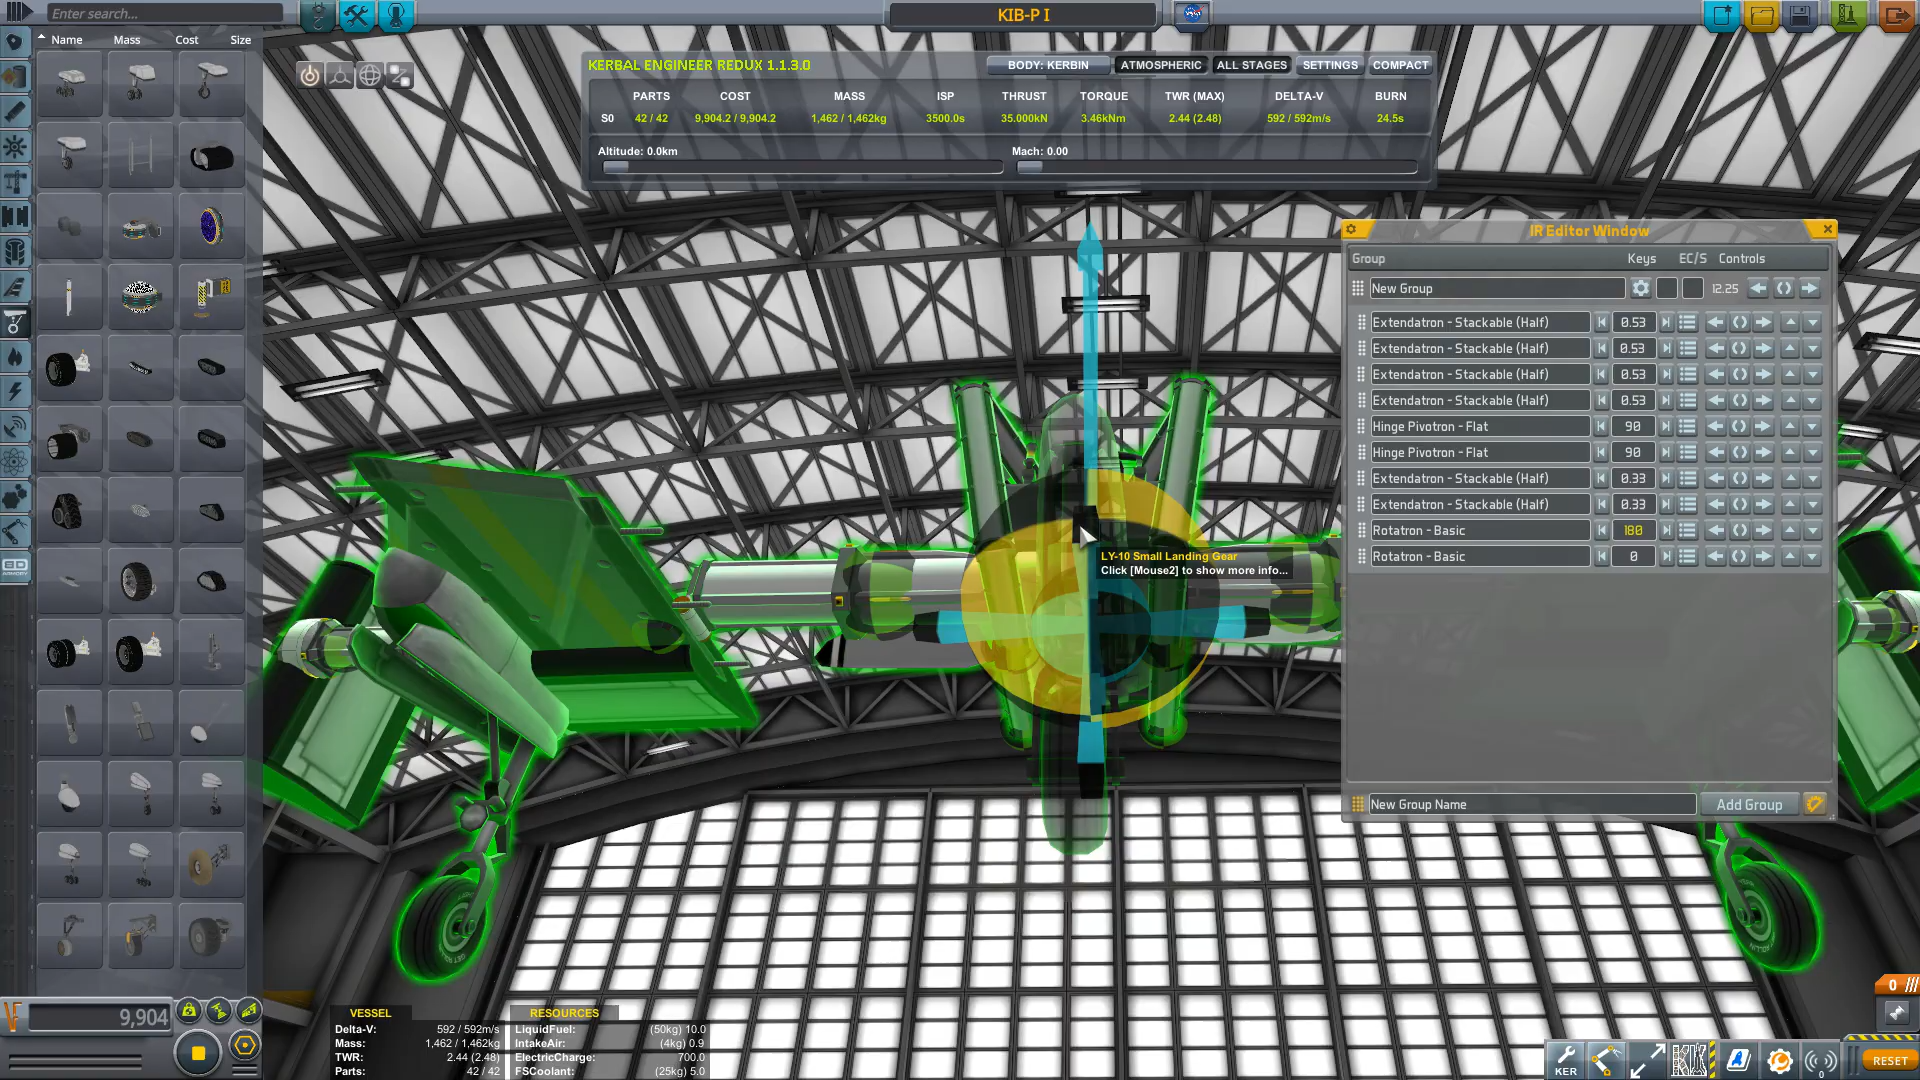 Enter search...
KIB-P I
Name Mass Cost Size
KERBAL ENGINEER REDUX 1.1.3.0
BODY: KERBIN ATMOSPHERIC ALL STAGES SETTINGS COMPACT
PARTS COST MASS ISP THRUST TORQUE TWR (MAX) DELTA-V BURN
S0 42 / 42 9,904.2 / 9,904.2 1,462 / 1,462kg 3500.0s 35.000kN 3.46kNm 2.44 (2.48) 592 / 592m/s 24.5s
Altitude: 0.0km Mach: 0.00
IR Editor Window
Group Keys EC/S Controls
New Group 12.25
Extendatron - Stackable (Half) 0.53
Extendatron - Stackable (Half) 0.53
Extendatron - Stackable (Half) 0.53
Extendatron - Stackable (Half) 0.53
Hinge Pivotron - Flat 90
Hinge Pivotron - Flat 90
Extendatron - Stackable (Half) 0.33
Extendatron - Stackable (Half) 0.33
Rotatron - Basic 180
Rotatron - Basic 0
LY-10 Small Landing Gear
Click [Mouse2] to show more info...
New Group Name Add Group
9,904
VESSEL
Delta-V: 592 / 592m/s
Mass: 1,462 / 1,462kg
TWR: 2.44 (2.48)
Parts: 42 / 42
RESOURCES
LiquidFuel: (50kg) 10.0
IntakeAir: (4kg) 0.9
ElectricCharge: 700.0
FSCoolant: (25kg) 5.0
0
KER
0
RESET